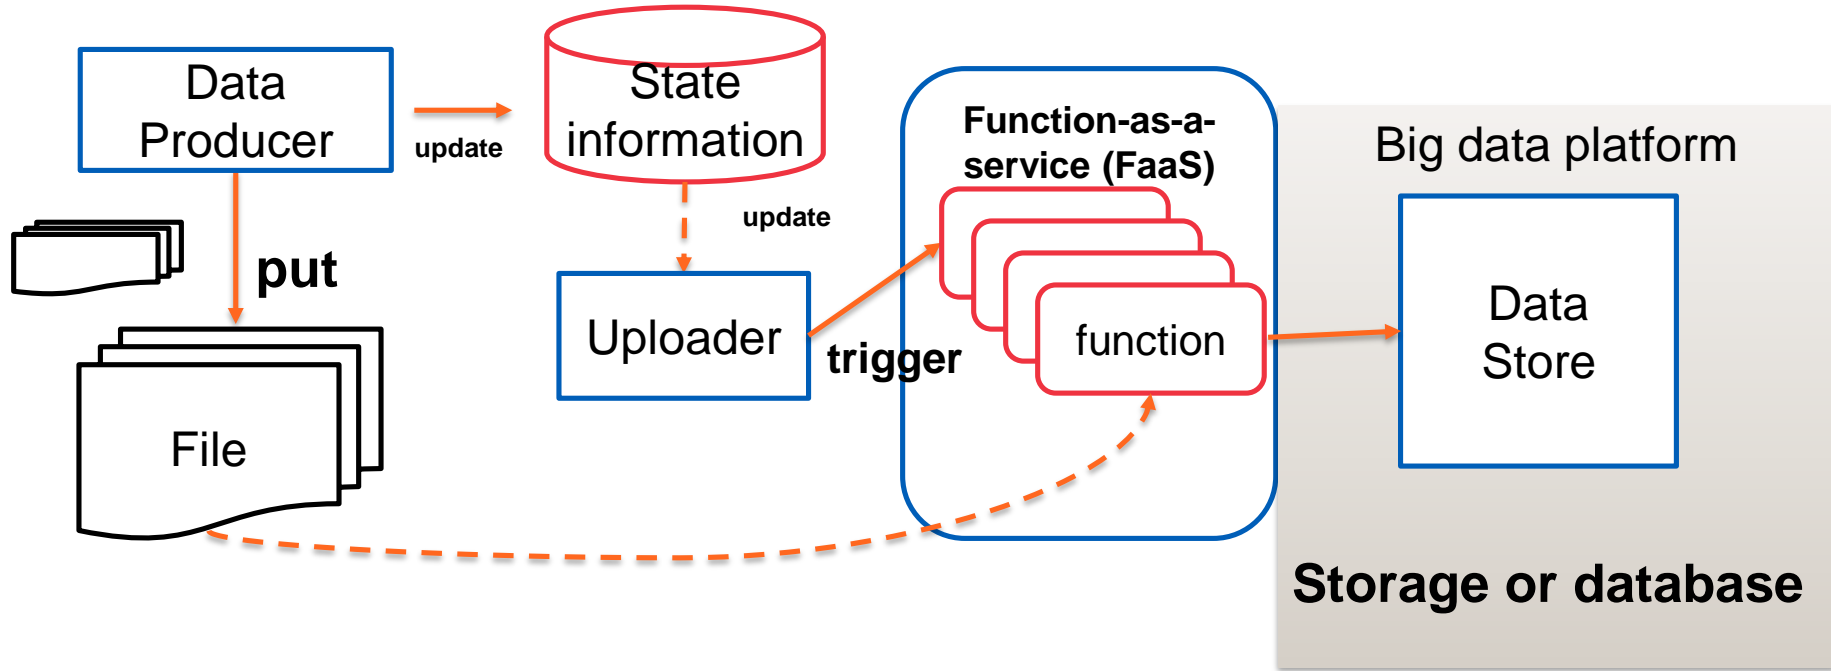 Data
Producer
update
State
information
update
put
File
Uploader
trigger
Function-as-a-
service (FaaS)
function
Big data platform
Data
Store
Storage or database